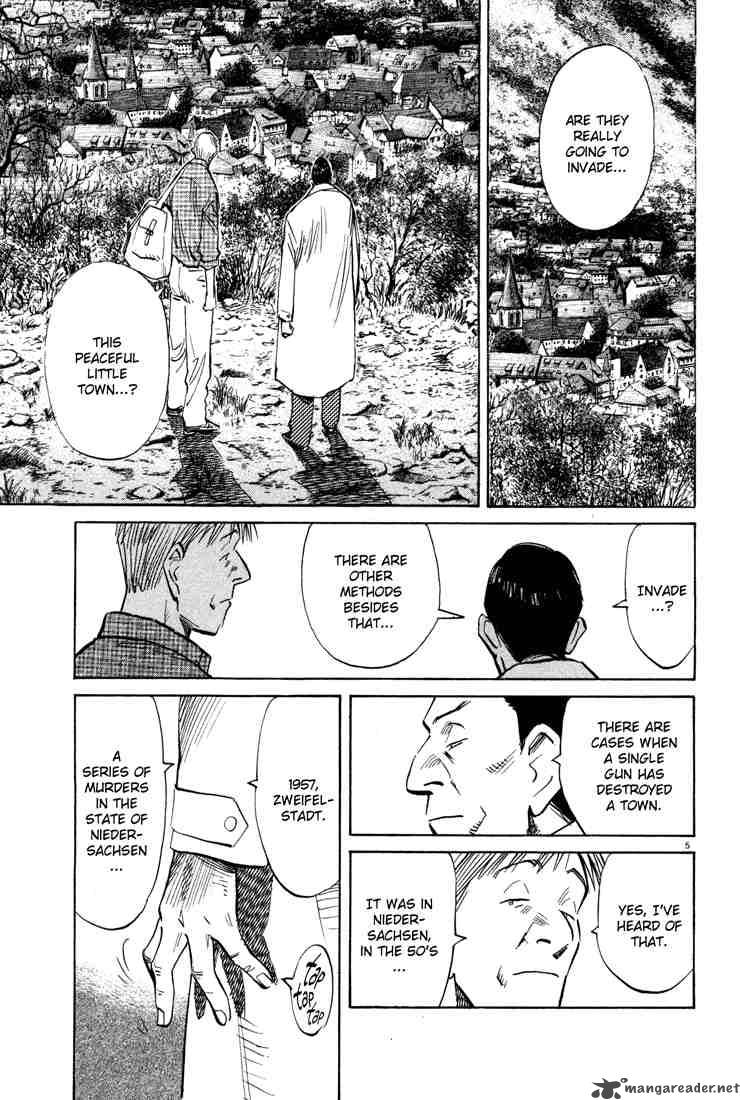 ARE THEY
REALLY
GOING TO
INVADE...
THIS
PEACEFUL
LITTLE
TOWN...?
INVADE
...?
THERE ARE
OTHER
METHODS
BESIDES
THAT...
THERE ARE
CASES WHEN
A SINGLE
GUN HAS
DESTROYED
A TOWN.
5
YES, I'VE
HEARD OF
THAT.
IT WAS IN
NIEDER-
SACHSEN,
IN THE 50'S
...
1957,
ZWEIFEL-
STADT.
A
SERIES OF
MURDERS
IN THE
STATE OF
NIEDER-
SACHSEN
...
tap
tap
tap
mangareader.net